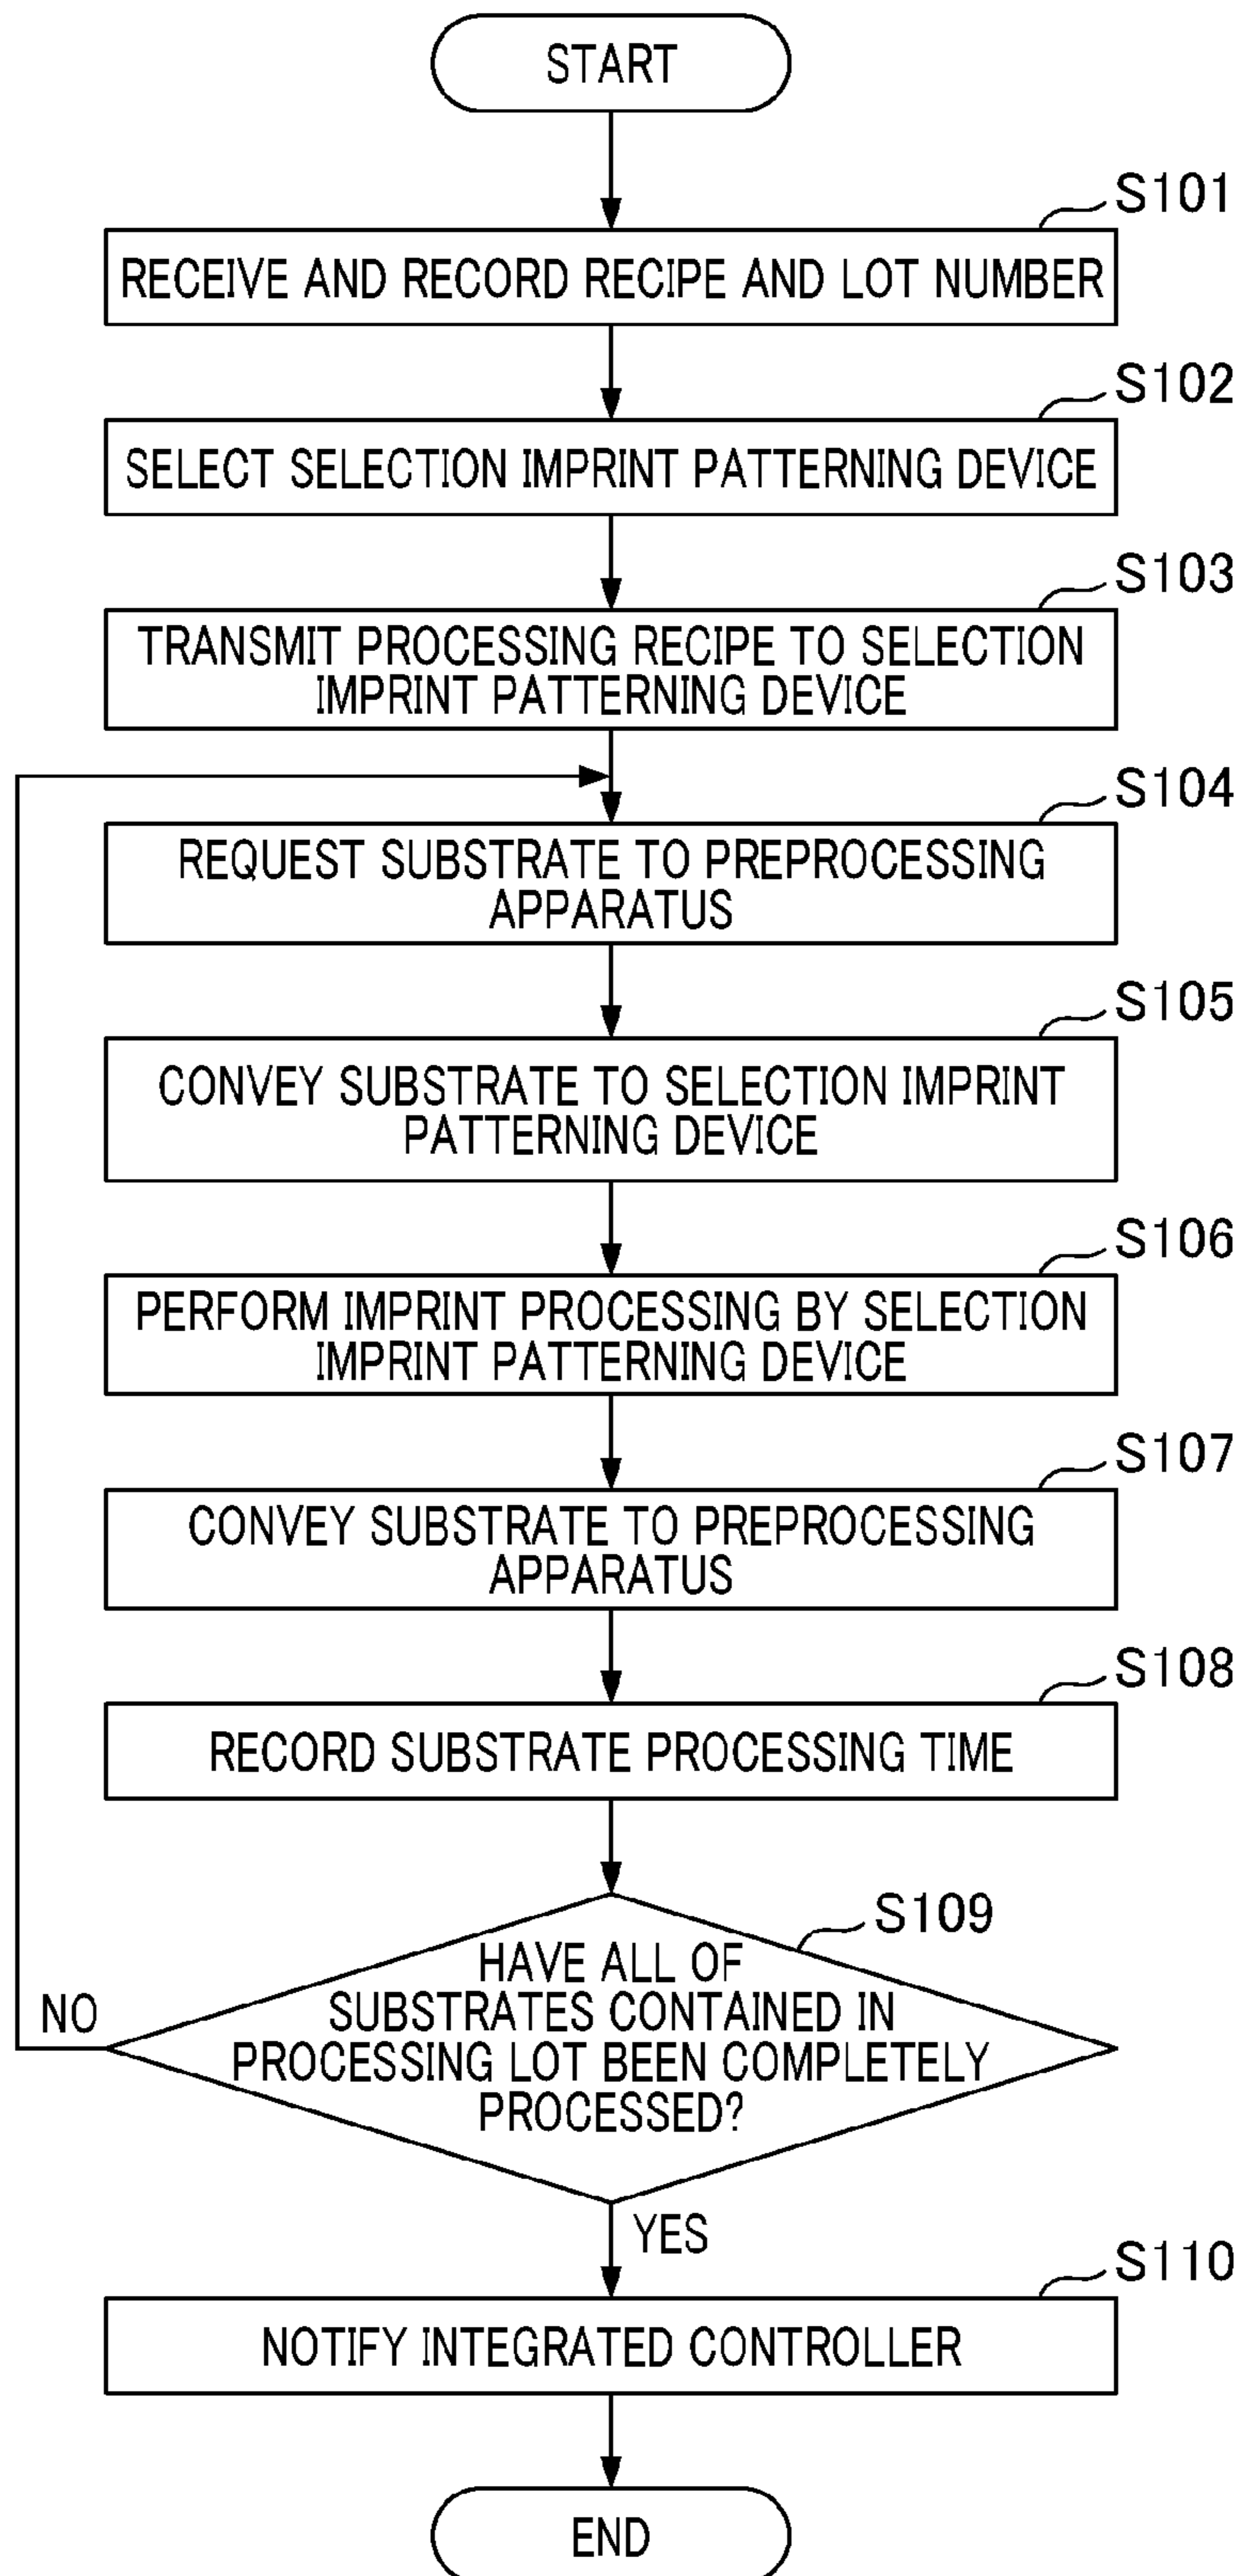 START
S101
RECEIVE AND RECORD RECIPE AND LOT NUMBER
S102
SELECT SELECTION IMPRINT PATTERNING DEVICE
S103
TRANSMIT PROCESSING RECIPE TO SELECTION
IMPRINT PATTERNING DEVICE
S104
REQUEST SUBSTRATE TO PREPROCESSING
APPARATUS
S105
CONVEY SUBSTRATE TO SELECTION IMPRINT
PATTERNING DEVICE
S106
PERFORM IMPRINT PROCESSING BY SELECTION
IMPRINT PATTERNING DEVICE
S107
CONVEY SUBSTRATE TO PREPROCESSING
APPARATUS
S108
RECORD SUBSTRATE PROCESSING TIME
S109
HAVE ALL OF
SUBSTRATES CONTAINED IN
PROCESSING LOT BEEN COMPLETELY
PROCESSED?
NO
YES
S110
NOTIFY INTEGRATED CONTROLLER
END